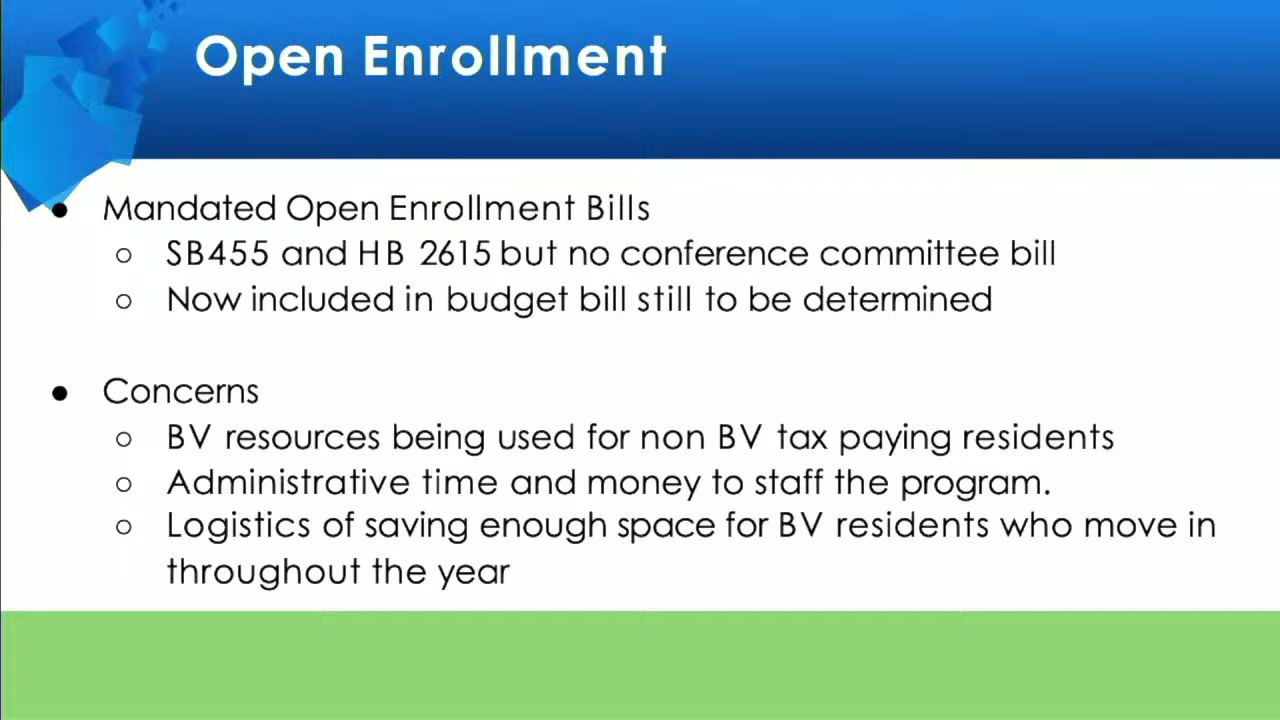 Open Enrollment
● Mandated Open Enrollment Bills
○ SB455 and HB 2615 but no conference committee bill
○ Now included in budget bill still to be determined
● Concerns
○ BV resources being used for non BV tax paying residents
○ Administrative time and money to staff the program.
○ Logistics of saving enough space for BV residents who move in
throughout the year